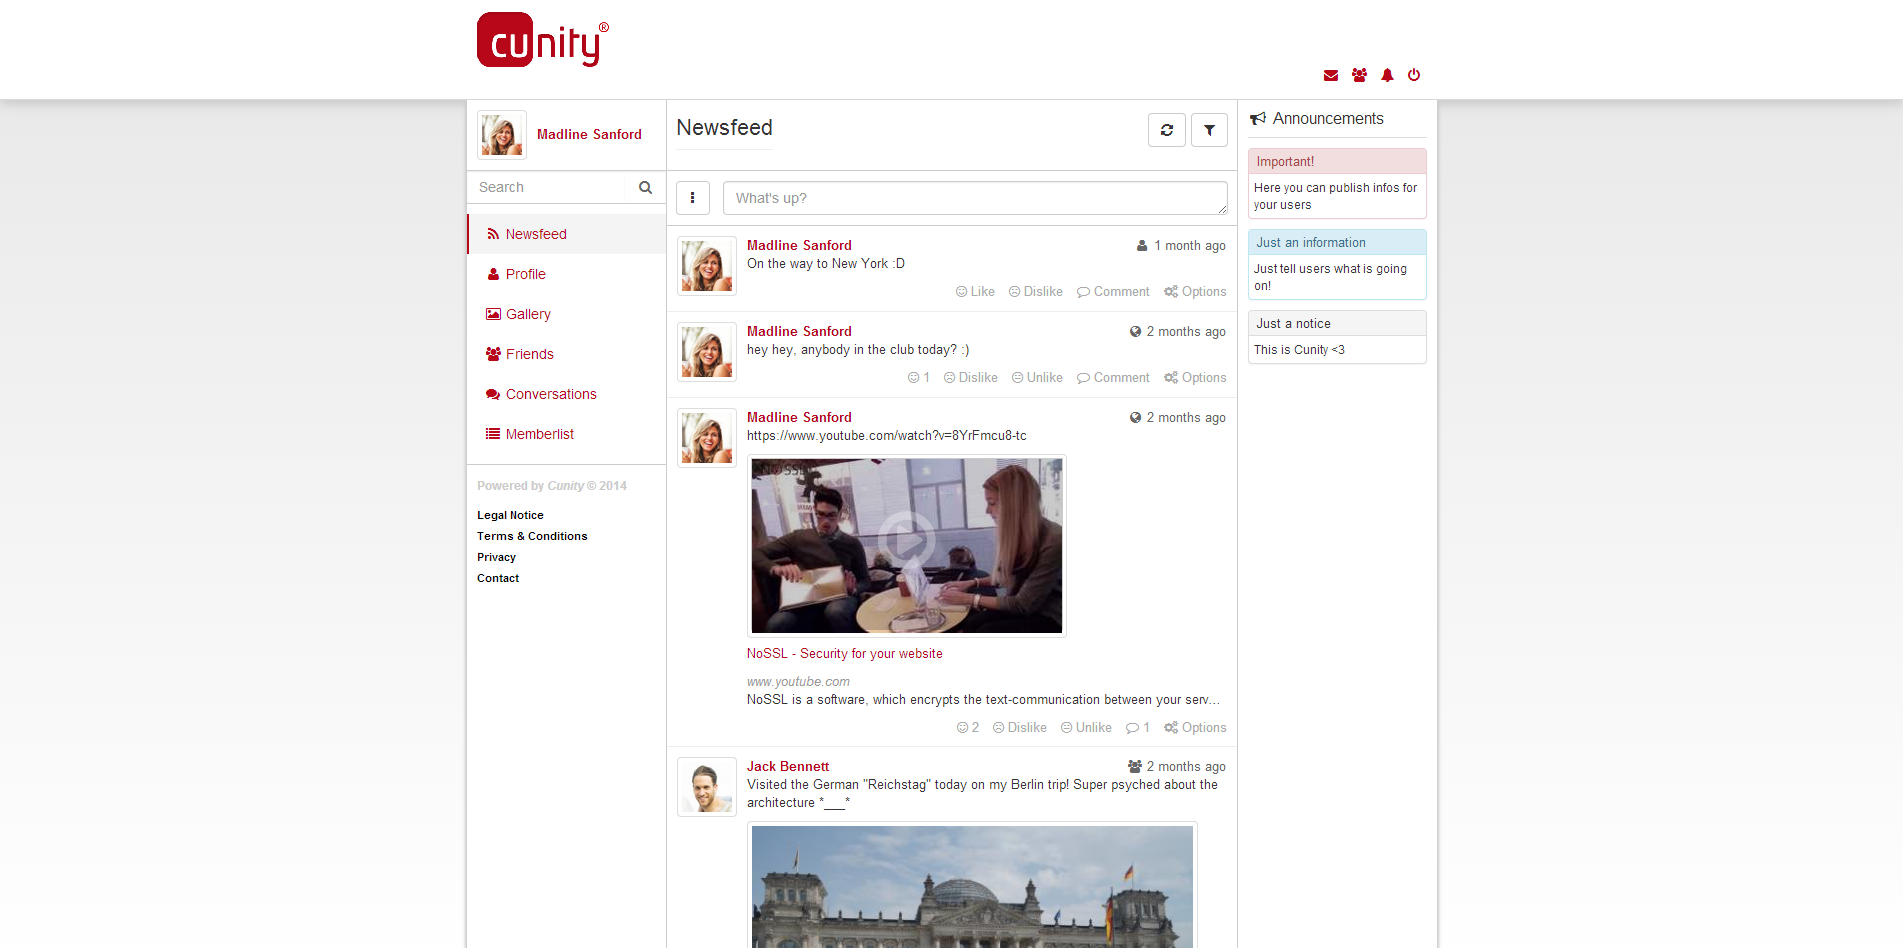 cunity®
Madline Sanford
Search
Newsfeed
Profile
Gallery
Friends
Conversations
Memberlist
Powered by Cunity © 2014
Legal Notice
Terms & Conditions
Privacy
Contact
Newsfeed
What's up?
Madline Sanford
1 month ago
On the way to New York :D
Like Dislike Comment Options
Madline Sanford
2 months ago
hey hey, anybody in the club today? :)
1 Dislike Unlike Comment Options
Madline Sanford
2 months ago
https://www.youtube.com/watch?v=8YrFmcu8-tc
NoSSL
NoSSL - Security for your website
www.youtube.com
NoSSL is a software, which encrypts the text-communication between your serv...
2 Dislike Unlike 1 Options
Jack Bennett
2 months ago
Visited the German "Reichstag" today on my Berlin trip! Super psyched about the
architecture *___*
Announcements
Important!
Here you can publish infos for
your users
Just an information
Just tell users what is going
on!
Just a notice
This is Cunity <3